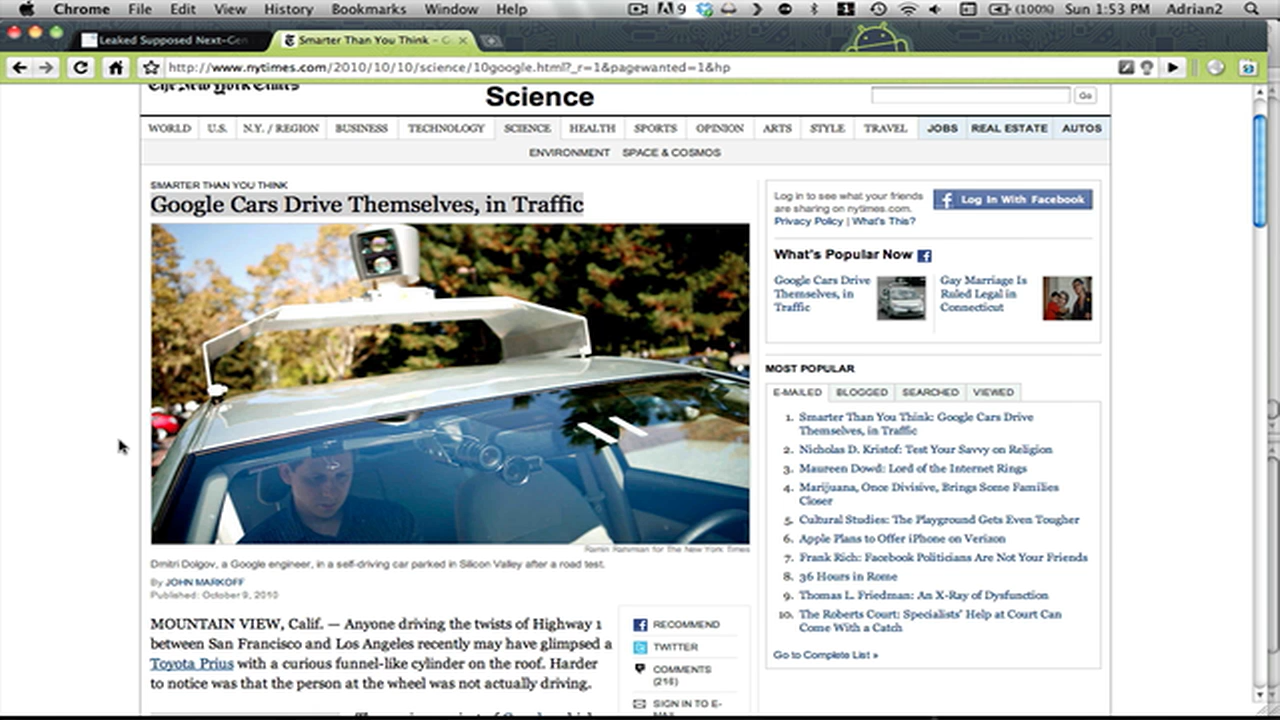 Chrome File Edit View History Bookmarks Window Help 9 (100%) Sun 1:53 PM Adrian2
Leaked Supposed Next-Gen
Smarter Than You Think – G
http://www.nytimes.com/2010/10/10/science/10google.html?_r=1&pagewanted=1&hp
The New York Times
Science
Go
WORLD U.S. N.Y. / REGION BUSINESS TECHNOLOGY SCIENCE HEALTH SPORTS OPINION ARTS STYLE TRAVEL JOBS REAL ESTATE AUTOS
ENVIRONMENT SPACE & COSMOS
SMARTER THAN YOU THINK
Google Cars Drive Themselves, in Traffic
Dmitri Dolgov, a Google engineer, in a self-driving car parked in Silicon Valley after a road test.
By JOHN MARKOFF
Published: October 9, 2010
MOUNTAIN VIEW, Calif. — Anyone driving the twists of Highway 1
between San Francisco and Los Angeles recently may have glimpsed a
Toyota Prius with a curious funnel-like cylinder on the roof. Harder
to notice was that the person at the wheel was not actually driving.
RECOMMEND
TWITTER
COMMENTS
(216)
SIGN IN TO E-
Log in to see what your friends
are sharing on nytimes.com.
Privacy Policy | What's This?
Log In With Facebook
What's Popular Now
Google Cars Drive
Themselves, in
Traffic
Gay Marriage Is
Ruled Legal in
Connecticut
MOST POPULAR
E-MAILED BLOGGED SEARCHED VIEWED
1. Smarter Than You Think: Google Cars Drive
Themselves, in Traffic
2. Nicholas D. Kristof: Test Your Savvy on Religion
3. Maureen Dowd: Lord of the Internet Rings
4. Marijuana, Once Divisive, Brings Some Families
Closer
5. Cultural Studies: The Playground Gets Even Tougher
6. Apple Plans to Offer iPhone on Verizon
7. Frank Rich: Facebook Politicians Are Not Your Friends
8. 36 Hours in Rome
9. Thomas L. Friedman: An X-Ray of Dysfunction
10. The Roberts Court: Specialists' Help at Court Can
Come With a Catch
Go to Complete List »